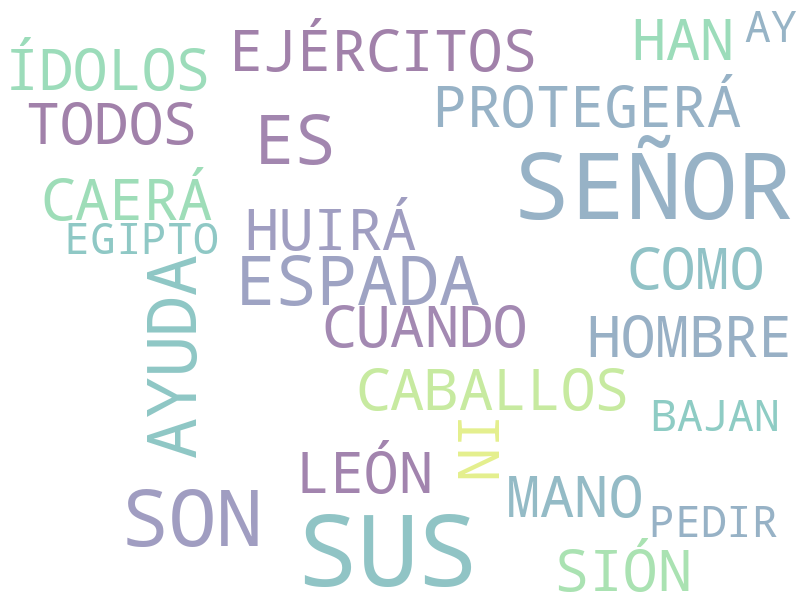 AY
HAN
EJÉRCITOS
ÍDOLOS
PROTEGERÁ
TODOS
ES
SEÑOR
CAERÁ
HUIRÁ
EGIPTO
COMO
ESPADA
AYUDA
CUANDO
HOMBRE
CABALLOS
BAJAN
NI
LEÓN
MANO
SON
PEDIR
SUS
SIÓN